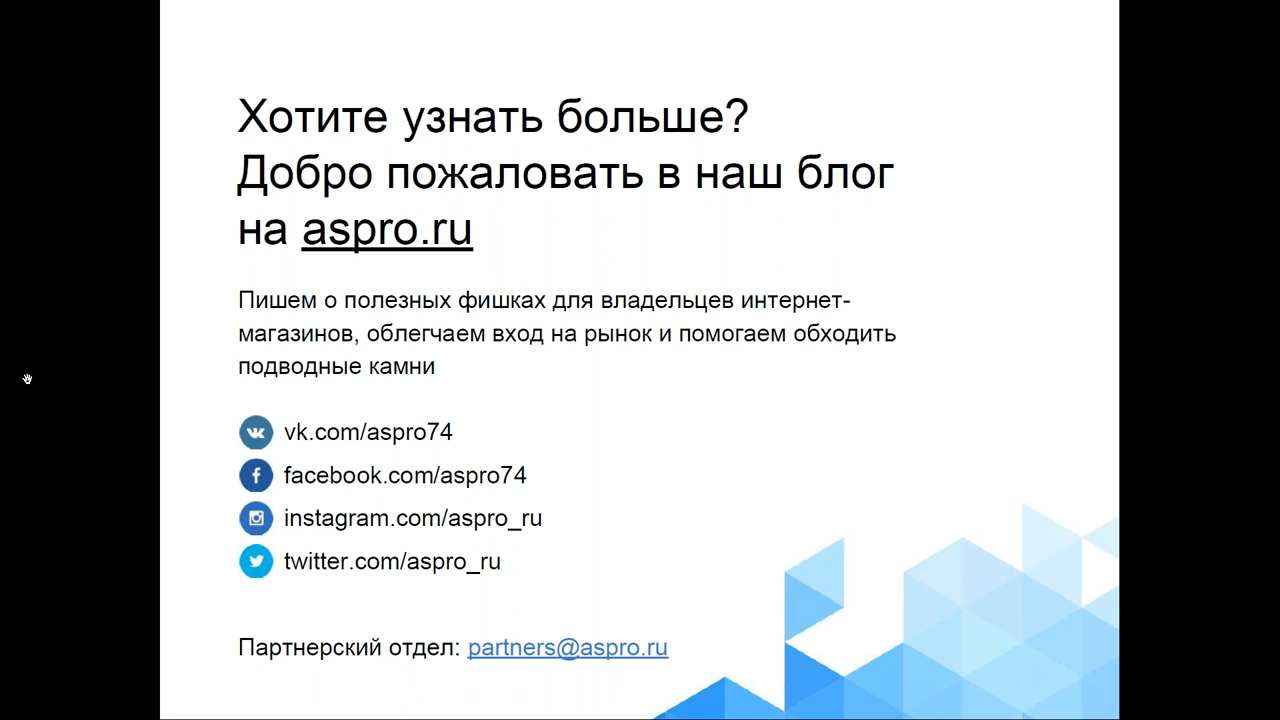 Хотите узнать больше?
Добро пожаловать в наш блог
на aspro.ru
Пишем о полезных фишках для владельцев интернет-
магазинов, облегчаем вход на рынок и помогаем обходить
подводные камни
vk.com/aspro74
facebook.com/aspro74
instagram.com/aspro_ru
twitter.com/aspro_ru
Партнерский отдел: partners@aspro.ru